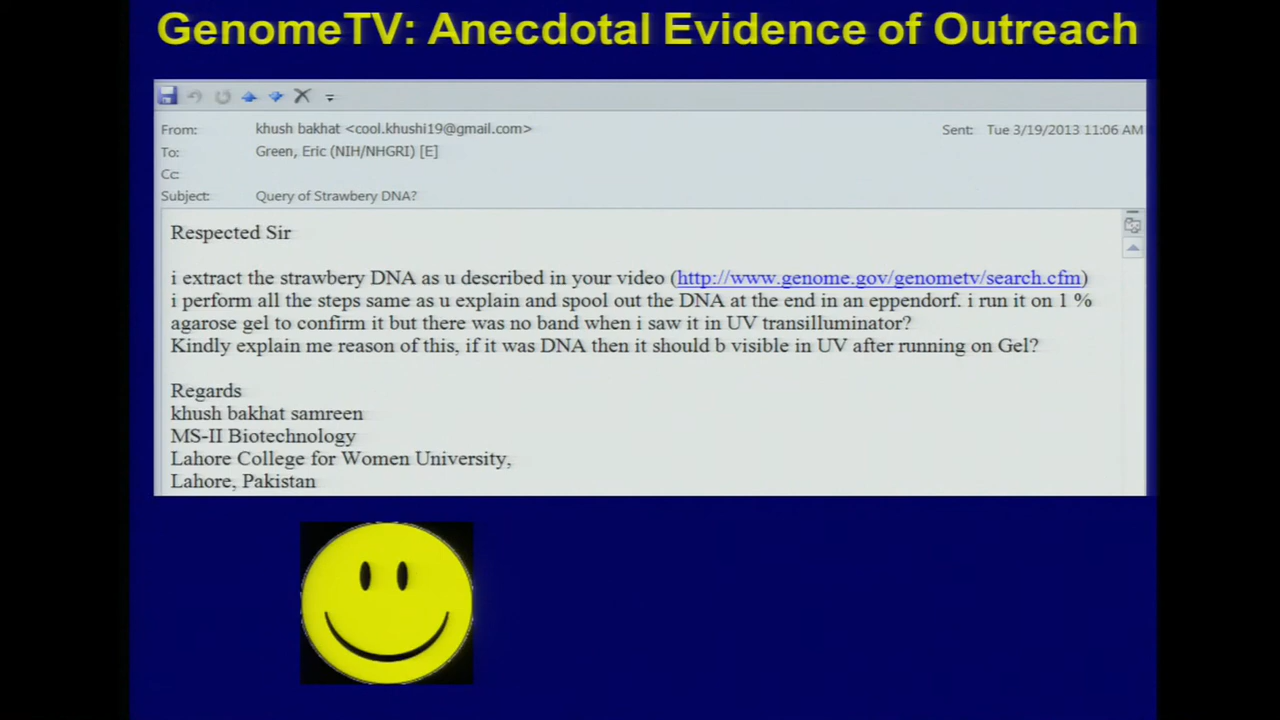 GenomeTV: Anecdotal Evidence of Outreach
From: khush bakhat <cool.khushi19@gmail.com> Sent: Tue 3/19/2013 11:06 AM
To: Green, Eric (NIH/NHGRI) [E]
Cc:
Subject: Query of Strawbery DNA?
Respected Sir
i extract the strawbery DNA as u described in your video (http://www.genome.gov/genometv/search.cfm)
i perform all the steps same as u explain and spool out the DNA at the end in an eppendorf. i run it on 1 %
agarose gel to confirm it but there was no band when i saw it in UV transilluminator?
Kindly explain me reason of this, if it was DNA then it should b visible in UV after running on Gel?
Regards
khush bakhat samreen
MS-II Biotechnology
Lahore College for Women University,
Lahore, Pakistan